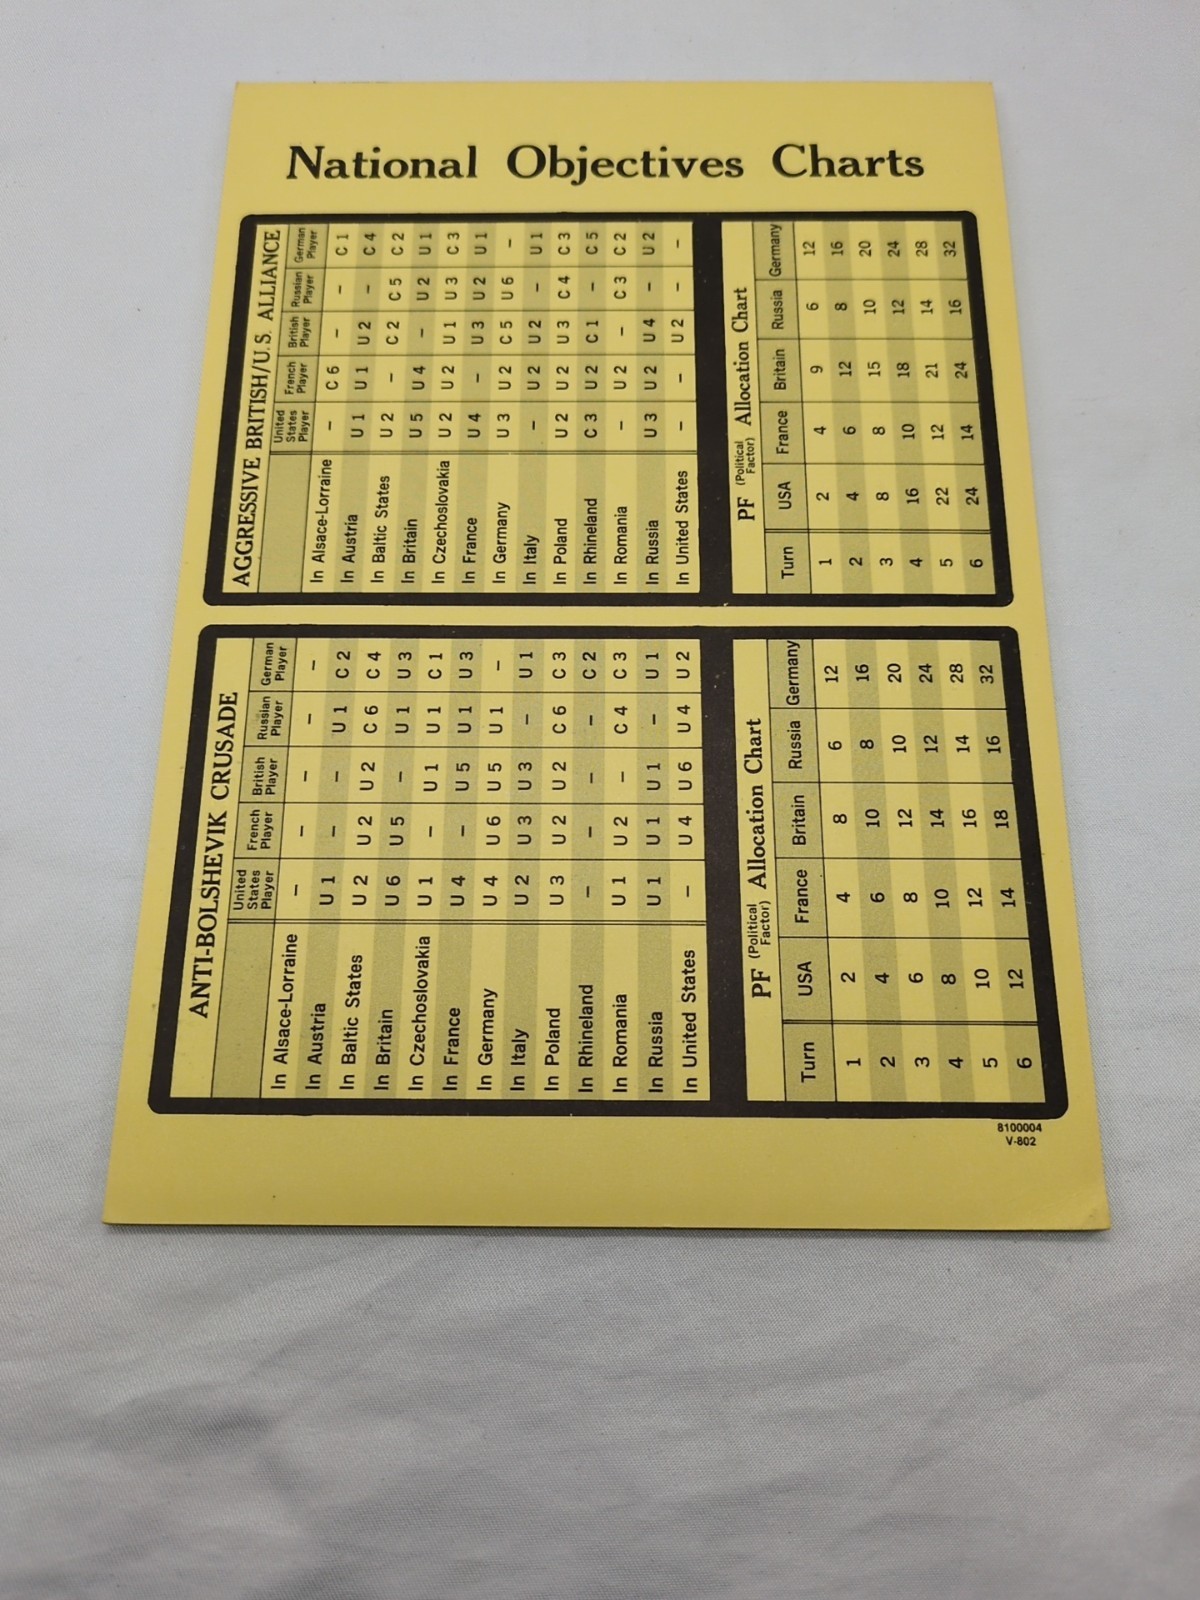 National Objectives Charts
ANTI-BOLSHEVIK CRUSADE
United States Player French Player British Player Russian Player German Player
In Alsace-Lorraine – – – – –
In Austria U 1 – – U 1 C 2
In Baltic States U 2 U 2 U 2 C 6 C 4
In Britain U 6 U 5 – U 1 U 3
In Czechoslovakia U 1 – U 1 U 1 C 1
In France U 4 – U 5 U 1 U 3
In Germany U 4 U 6 U 5 U 1 –
In Italy U 2 U 3 U 3 – U 1
In Poland U 3 U 2 U 2 C 6 C 3
In Rhineland – – – – C 2
In Romania U 1 U 2 – C 4 C 3
In Russia U 1 U 1 U 1 – U 1
In United States – U 4 U 6 U 4 U 2
PF (Political Factor) Allocation Chart
Turn USA France Britain Russia Germany
1 2 4 8 6 12
2 4 6 10 8 16
3 6 8 12 10 20
4 8 10 14 12 24
5 10 12 16 14 28
6 12 14 18 16 32
AGGRESSIVE BRITISH/U.S. ALLIANCE
United States Player French Player British Player Russian Player German Player
In Alsace-Lorraine – C 6 – – C 1
In Austria U 1 U 1 U 2 – C 4
In Baltic States U 2 – C 2 C 5 C 2
In Britain U 5 U 4 – U 2 U 1
In Czechoslovakia U 2 U 2 U 1 U 3 C 3
In France U 4 – U 3 U 2 U 1
In Germany U 3 U 2 C 5 U 6 –
In Italy – U 2 U 2 – U 1
In Poland U 2 U 2 U 3 C 4 C 3
In Rhineland C 3 U 2 C 1 – C 5
In Romania – U 2 – C 3 C 2
In Russia U 3 U 2 U 4 – U 2
In United States – – U 2 – –
PF (Political Factor) Allocation Chart
Turn USA France Britain Russia Germany
1 2 4 9 6 12
2 4 6 12 8 16
3 8 8 15 10 20
4 16 10 18 12 24
5 22 12 21 14 28
6 24 14 24 16 32
8100004
V-802